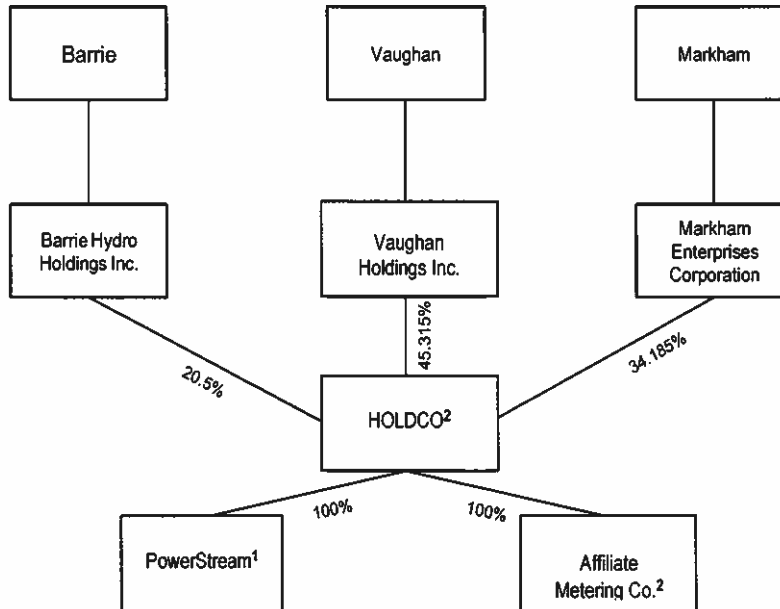 Barrie
Vaughan
Markham
Barrie Hydro
Holdings Inc.
Vaughan
Holdings Inc.
Markham
Enterprises
Corporation
20.5%
45.315%
34.185%
HOLDCO²
100%
100%
PowerStream¹
Affiliate
Metering Co.²